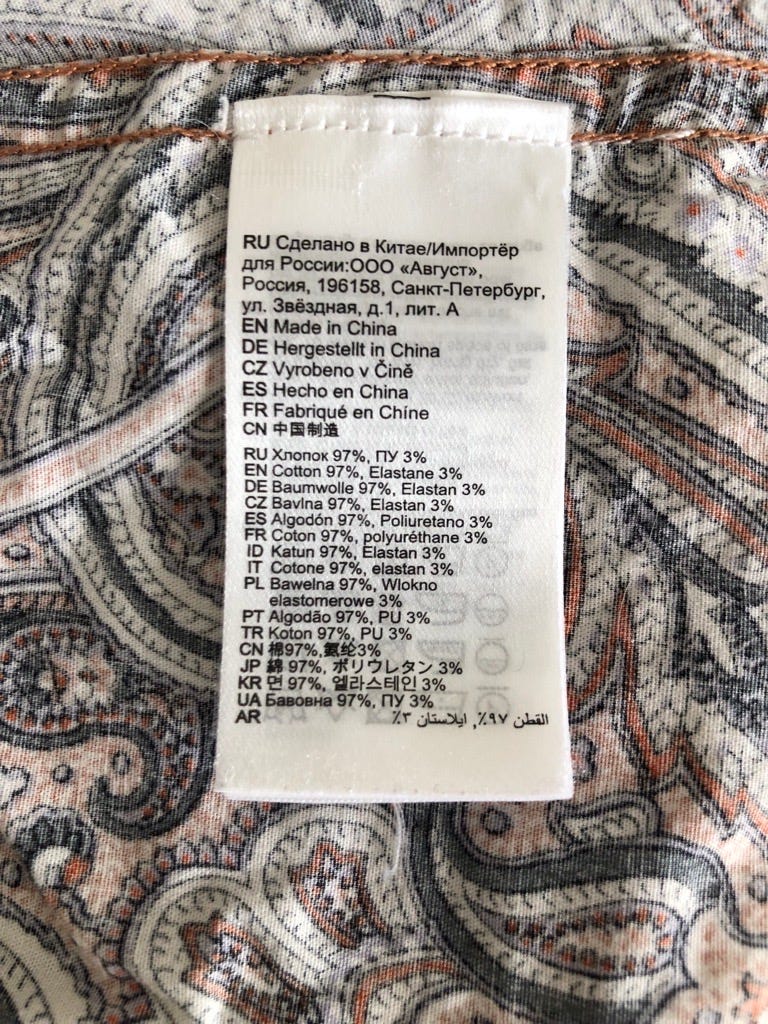 RU Сделано в Китае/Импортёр
для России:ООО «Август»,
Россия, 196158, Санкт-Петербург,
ул. Звёздная, д.1, лит. А
EN Made in China
DE Hergestellt in China
CZ Vyrobeno v Čině
ES Hecho en China
FR Fabriqué en Chíne
CN 中国制造
RU Хлопок 97%, ПУ 3%
EN Cotton 97%, Elastane 3%
DE Baumwolle 97%, Elastan 3%
CZ Bavlna 97%, Elastan 3%
ES Algodón 97%, Poliuretano 3%
FR Coton 97%, polyuréthane 3%
ID Katun 97%, Elastan 3%
IT Cotone 97%, elastan 3%
PL Bawelna 97%, Wlokno
elastomerowe 3%
PT Algodão 97%, PU 3%
TR Koton 97%, PU 3%
CN 棉97%,氨纶3%
JP 綿 97%, ポリウレタン 3%
KR 면 97%, 엘라스테인 3%
UA Бавовна 97%, ПУ 3%
AR القطن ٩٧٪, ايلاستان ٣٪